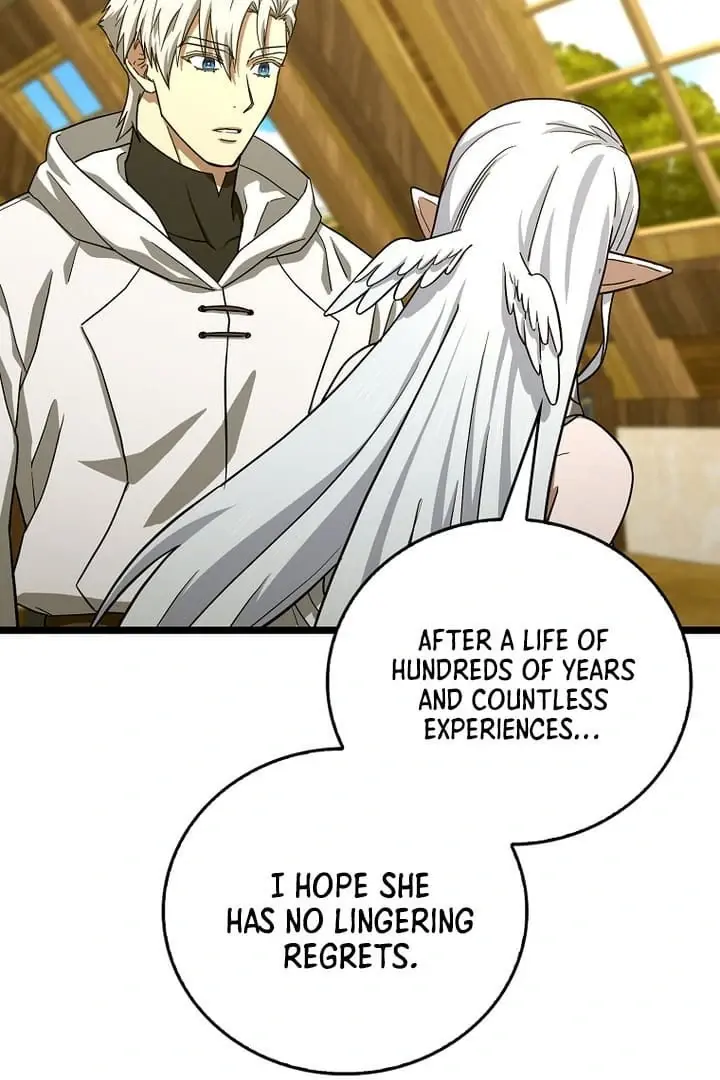 AFTER A LIFE OF
HUNDREDS OF YEARS
AND COUNTLESS
EXPERIENCES...
I HOPE SHE
HAS NO LINGERING
REGRETS.